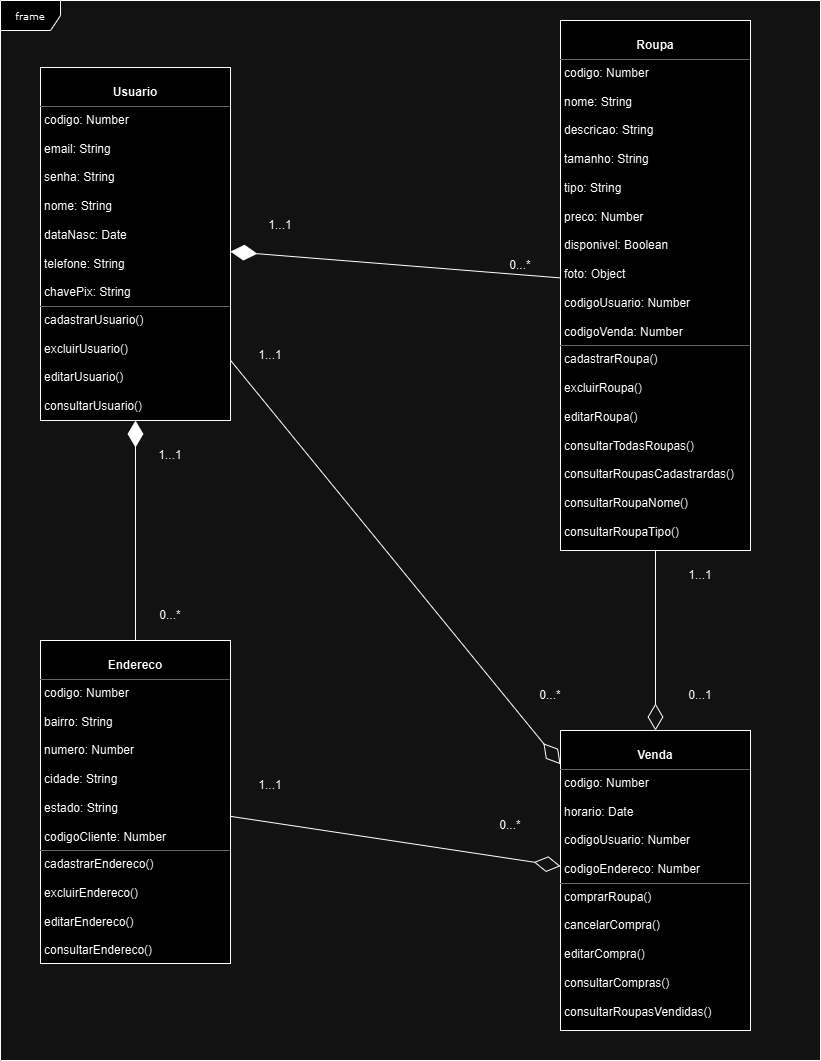 frame
Usuario
codigo: Number
email: String
senha: String
nome: String
dataNasc: Date
telefone: String
chavePix: String
cadastrarUsuario()
excluirUsuario()
editarUsuario()
consultarUsuario()
Roupa
codigo: Number
nome: String
descricao: String
tamanho: String
tipo: String
preco: Number
disponivel: Boolean
foto: Object
codigoUsuario: Number
codigoVenda: Number
cadastrarRoupa()
excluirRoupa()
editarRoupa()
consultarTodasRoupas()
consultarRoupasCadastrardas()
consultarRoupaNome()
consultarRoupaTipo()
1...1
0...*
1...1
1...1
0...*
1...1
0...1
0...*
1...1
0...*
Endereco
codigo: Number
bairro: String
numero: Number
cidade: String
estado: String
codigoCliente: Number
cadastrarEndereco()
excluirEndereco()
editarEndereco()
consultarEndereco()
Venda
codigo: Number
horario: Date
codigoUsuario: Number
codigoEndereco: Number
comprarRoupa()
cancelarCompra()
editarCompra()
consultarCompras()
consultarRoupasVendidas()